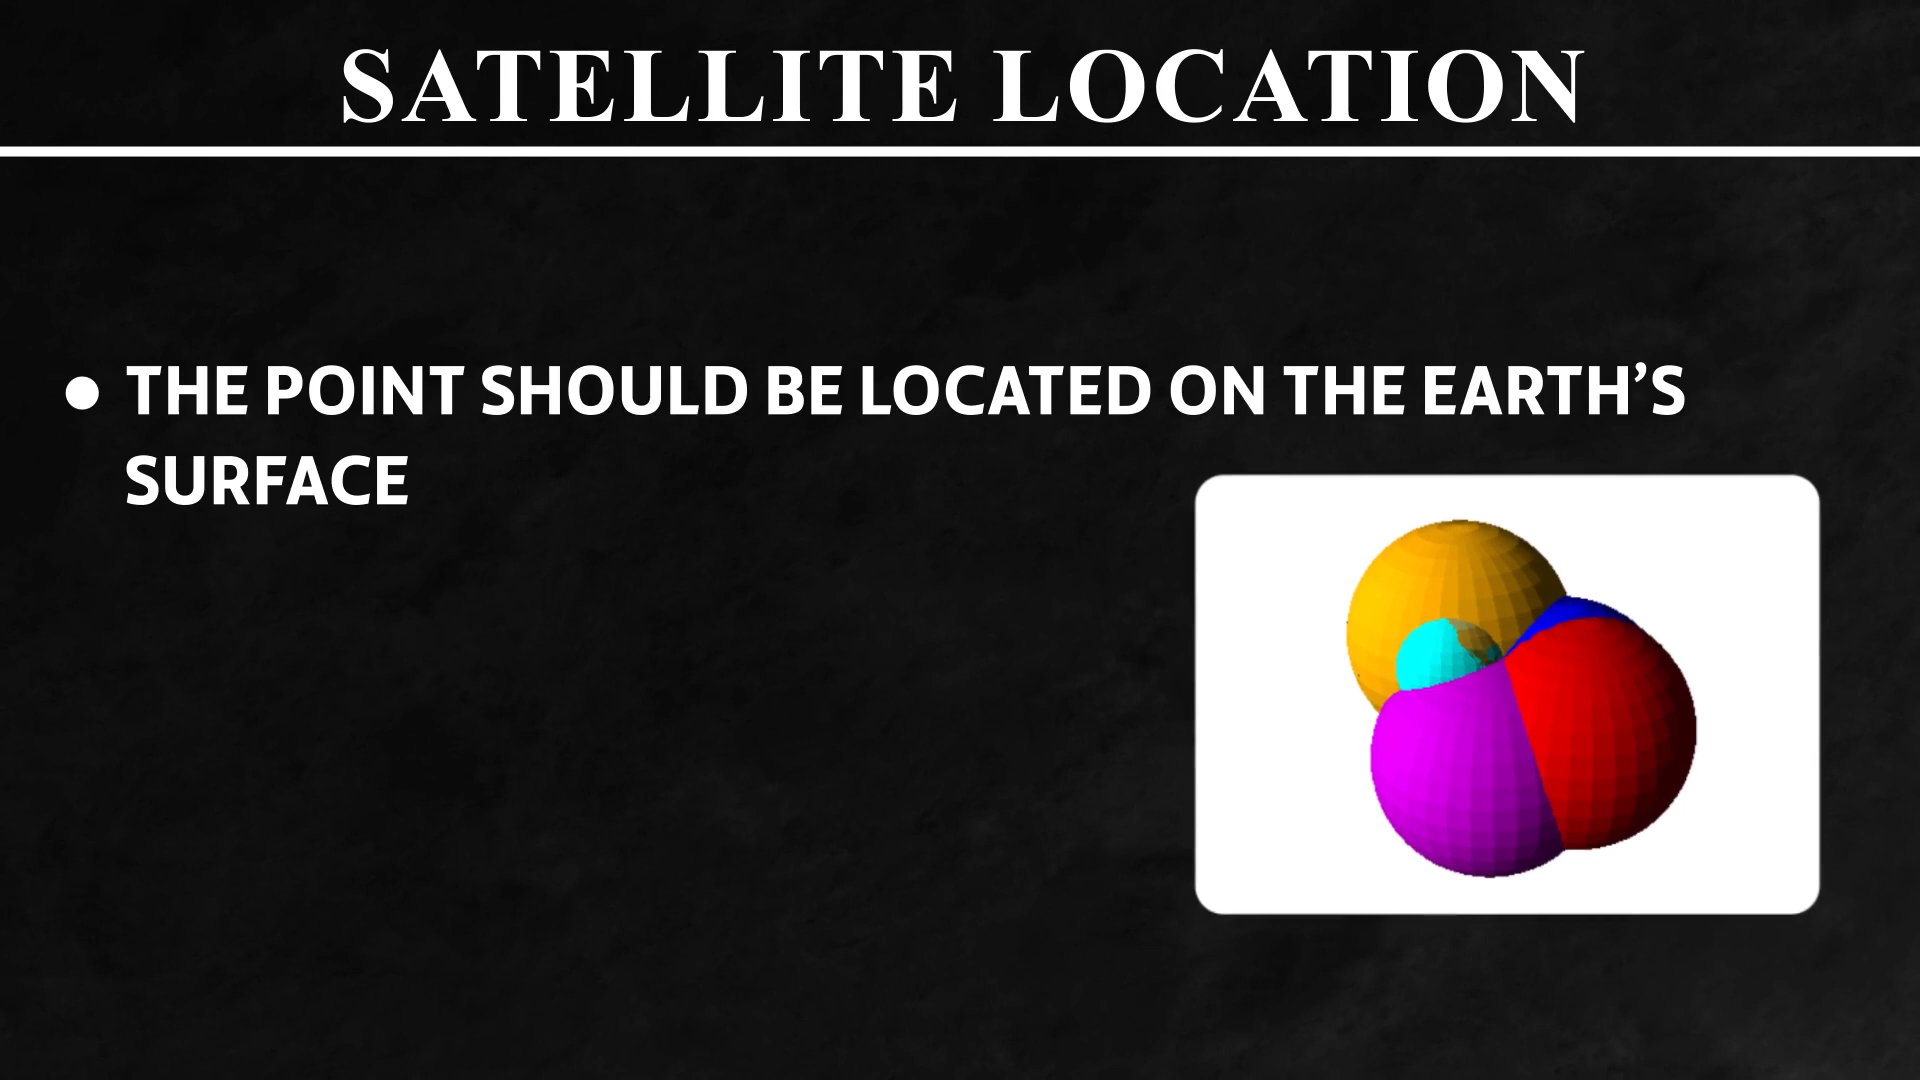 SATELLITE LOCATION
• THE POINT SHOULD BE LOCATED ON THE EARTH’S
SURFACE